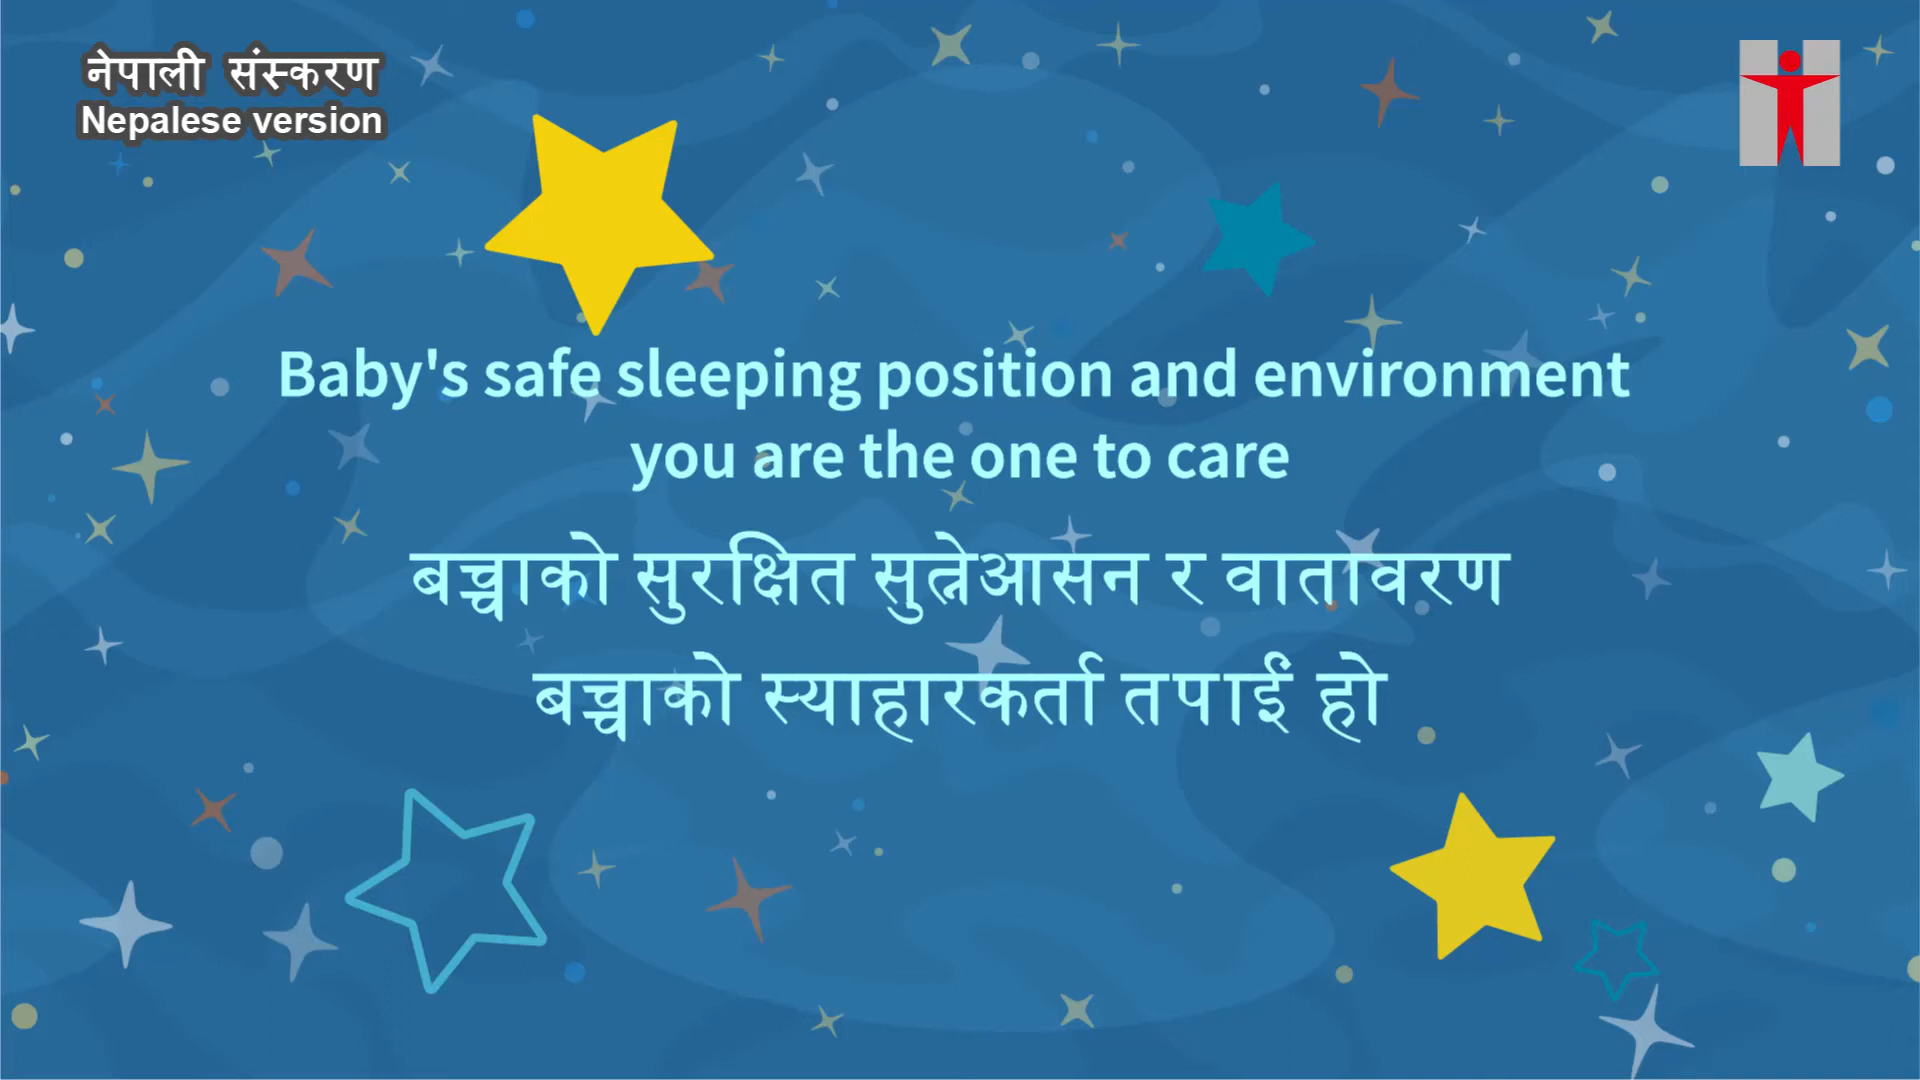 नेपाली संस्करण
Nepalese version
Baby's safe sleeping position and environment
you are the one to care
बच्चाको सुरक्षित सुत्नेआसन र वातावरण
बच्चाको स्याहारकर्ता तपाईं हो